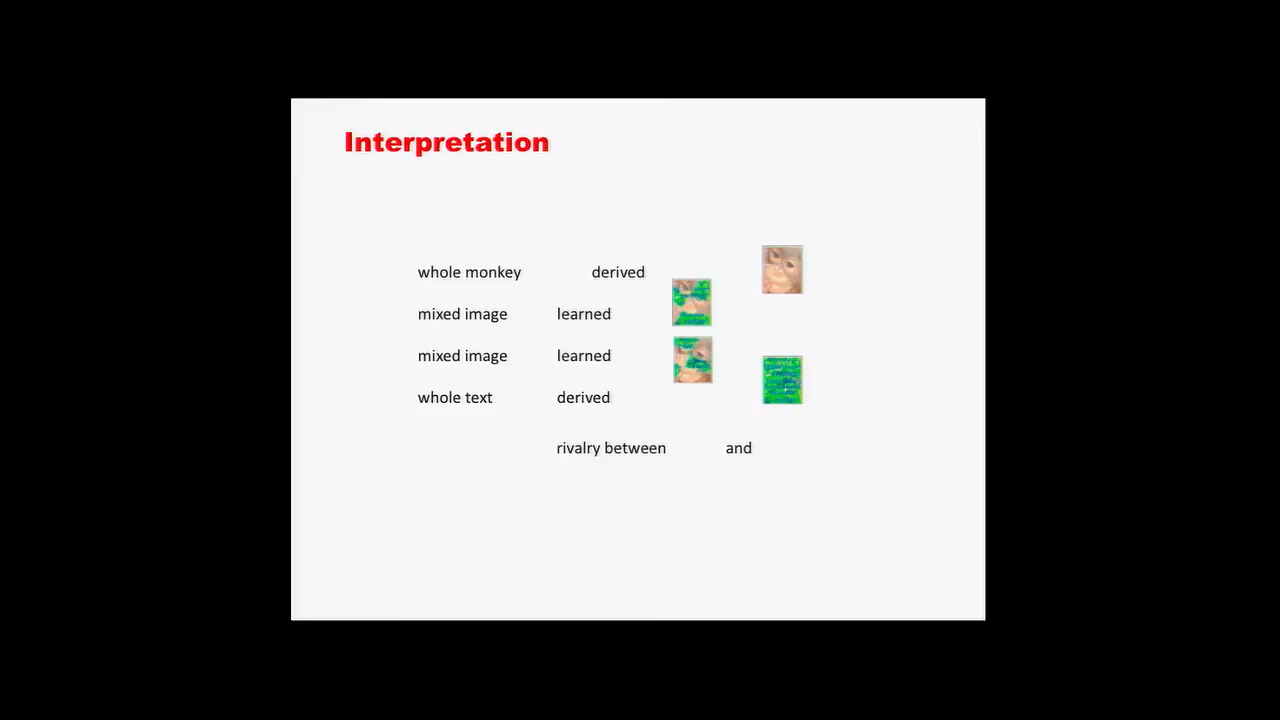 Interpretation
whole monkey derived
mixed image learned
mixed image learned
whole text derived
rivalry between and